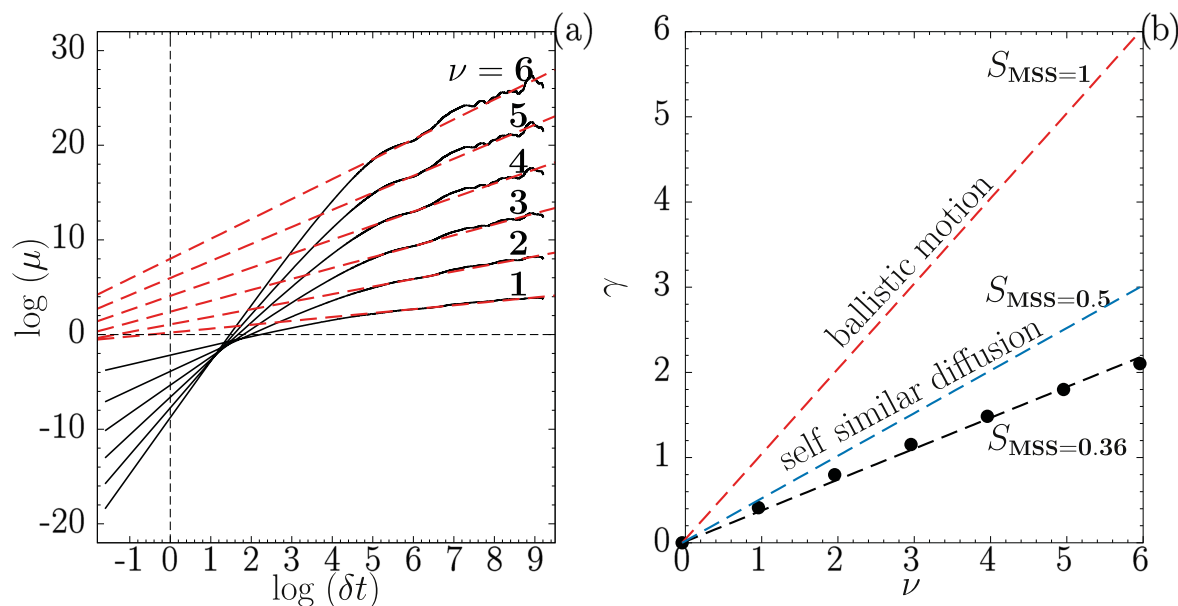 (a)
30
20
10
0
-10
-20
log (μ)
ν = 6
5
4
3
2
1
-1 0 1 2 3 4 5 6 7 8 9
log (δt)
(b)
6
5
4
3
2
1
0
γ
S_MSS=1
ballistic motion
S_MSS=0.5
self similar diffusion
S_MSS=0.36
0 1 2 3 4 5 6
ν